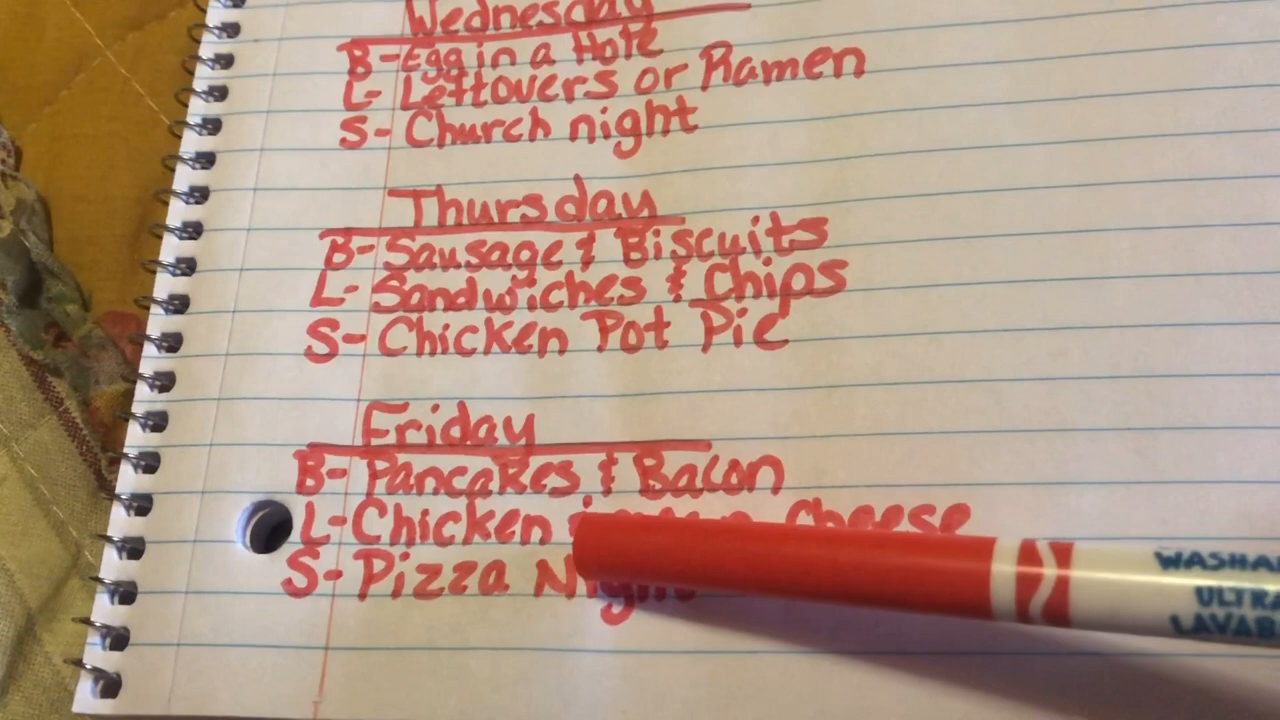 Wednesday
B-Egg in a Hole
L- Leftovers or Ramen
S- Church night
Thursday
B- Sausage & Biscuits
L- Sandwiches & Chips
S- Chicken Pot Pie
Friday
B- Pancakes & Bacon
L-Chicken & Cheese
S- Pizza Night
WASHA
ULTRA
LAVAB